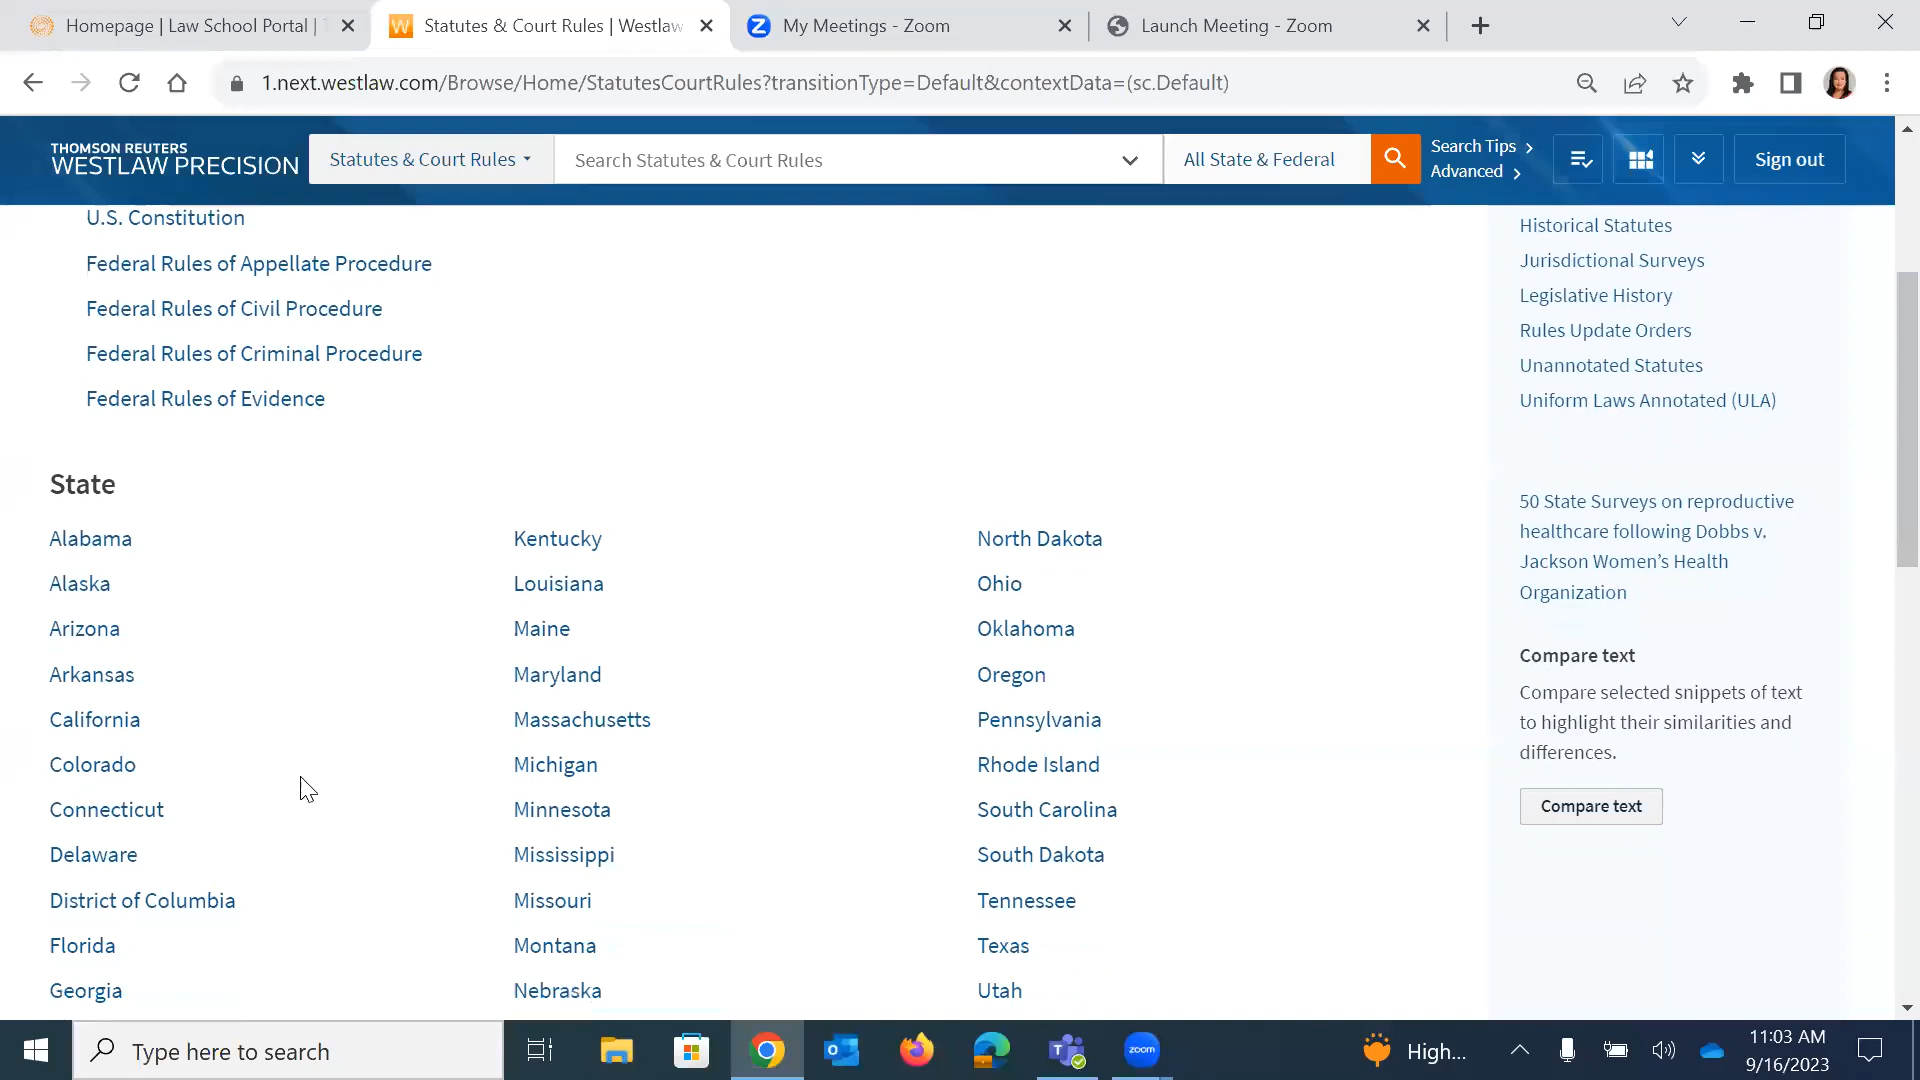 Homepage | Law School Portal |
Statutes & Court Rules | Westlaw
My Meetings - Zoom
Launch Meeting - Zoom
1.next.westlaw.com/Browse/Home/StatutesCourtRules?transitionType=Default&contextData=(sc.Default)
THOMSON REUTERS
WESTLAW PRECISION
Statutes & Court Rules
Search Statutes & Court Rules
All State & Federal
Search Tips
Advanced
Sign out
U.S. Constitution
Federal Rules of Appellate Procedure
Federal Rules of Civil Procedure
Federal Rules of Criminal Procedure
Federal Rules of Evidence
State
Alabama
Alaska
Arizona
Arkansas
California
Colorado
Connecticut
Delaware
District of Columbia
Florida
Georgia
Kentucky
Louisiana
Maine
Maryland
Massachusetts
Michigan
Minnesota
Mississippi
Missouri
Montana
Nebraska
North Dakota
Ohio
Oklahoma
Oregon
Pennsylvania
Rhode Island
South Carolina
South Dakota
Tennessee
Texas
Utah
Historical Statutes
Jurisdictional Surveys
Legislative History
Rules Update Orders
Unannotated Statutes
Uniform Laws Annotated (ULA)
50 State Surveys on reproductive
healthcare following Dobbs v.
Jackson Women's Health
Organization
Compare text
Compare selected snippets of text
to highlight their similarities and
differences.
Compare text
Type here to search
zoom
High...
11:03 AM
9/16/2023